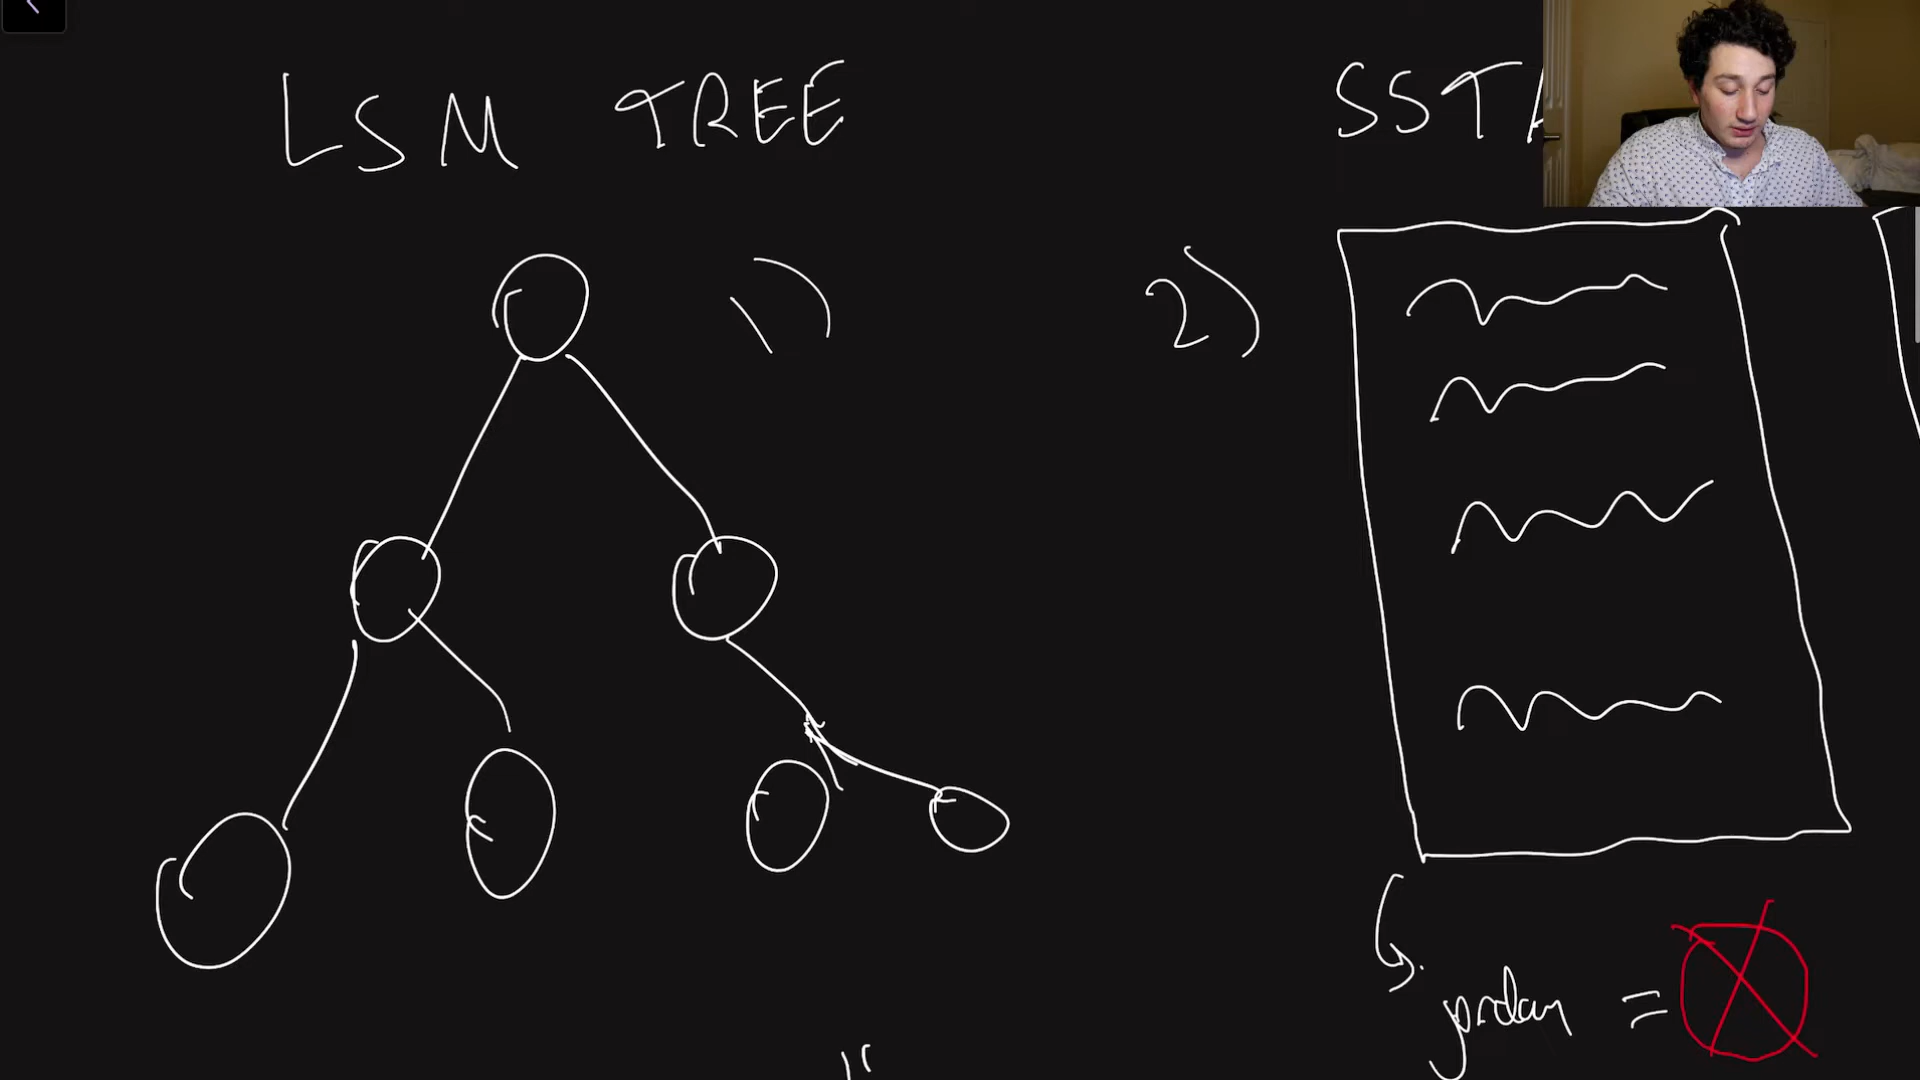 LSM TREE
SSTA
1)
2)
jordan =